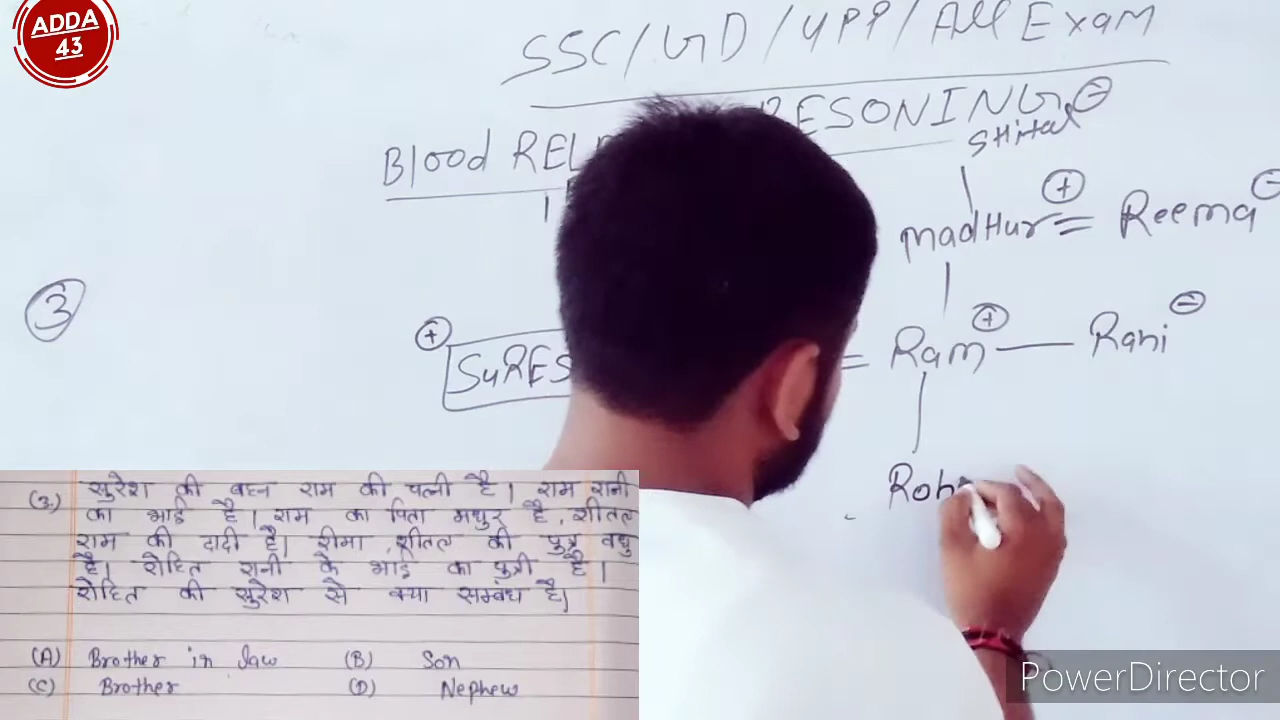 ADDA
43
SSC/GD/UPP/All Exam
Blood REL RESONING
Shital
madHur = Reema
③
SuRES = Ram — Rani
Roh
(3.) सुरेश की बहन राम की पत्नी है। राम रानी
का भाई है। राम का पिता मधुर है, शीतल
राम की दादी है। रीमा, शीतल की पुत्र वधु
है। रोहित रानी के भाई का पुत्री है।
रोहित की सुरेश से क्या सम्बंध है।
(A) Brother in law (B) Son
(C) Brother (D) Nephew
PowerDirector